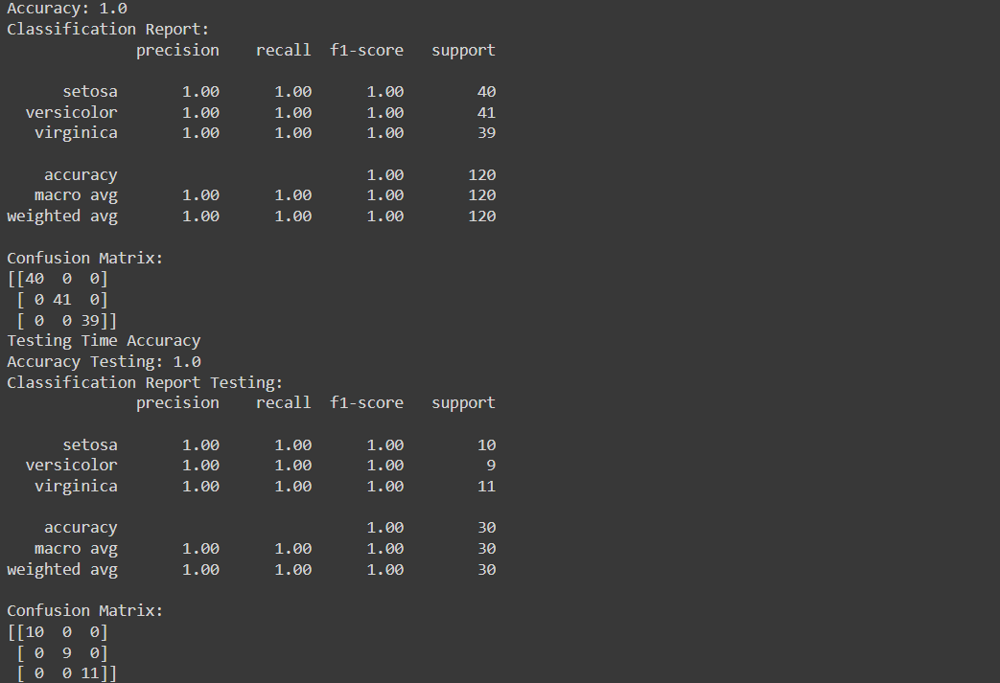 Accuracy: 1.0
Classification Report:
              precision    recall  f1-score   support

      setosa       1.00      1.00      1.00        40
  versicolor       1.00      1.00      1.00        41
   virginica       1.00      1.00      1.00        39

    accuracy                           1.00       120
   macro avg       1.00      1.00      1.00       120
weighted avg       1.00      1.00      1.00       120

Confusion Matrix:
[[40  0  0]
 [ 0 41  0]
 [ 0  0 39]]
Testing Time Accuracy
Accuracy Testing: 1.0
Classification Report Testing:
              precision    recall  f1-score   support

      setosa       1.00      1.00      1.00        10
  versicolor       1.00      1.00      1.00         9
   virginica       1.00      1.00      1.00        11

    accuracy                           1.00        30
   macro avg       1.00      1.00      1.00        30
weighted avg       1.00      1.00      1.00        30

Confusion Matrix:
[[10  0  0]
 [ 0  9  0]
 [ 0  0 11]]